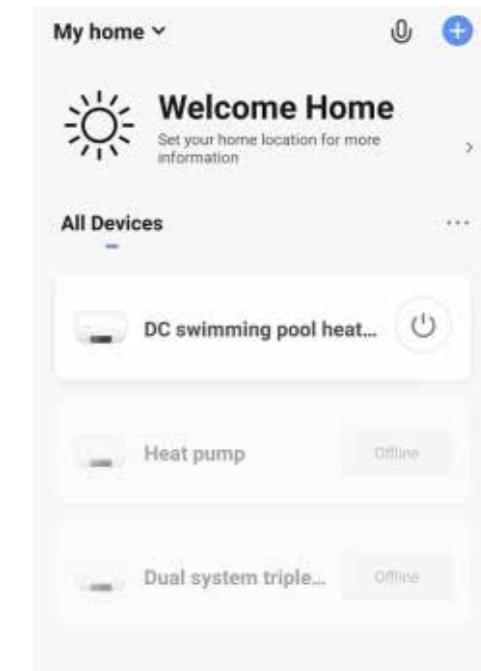 My home
Welcome Home
Set your home location for more
information
All Devices
...
DC swimming pool heat...
Heat pump
Offline
Dual system triple...
Offline